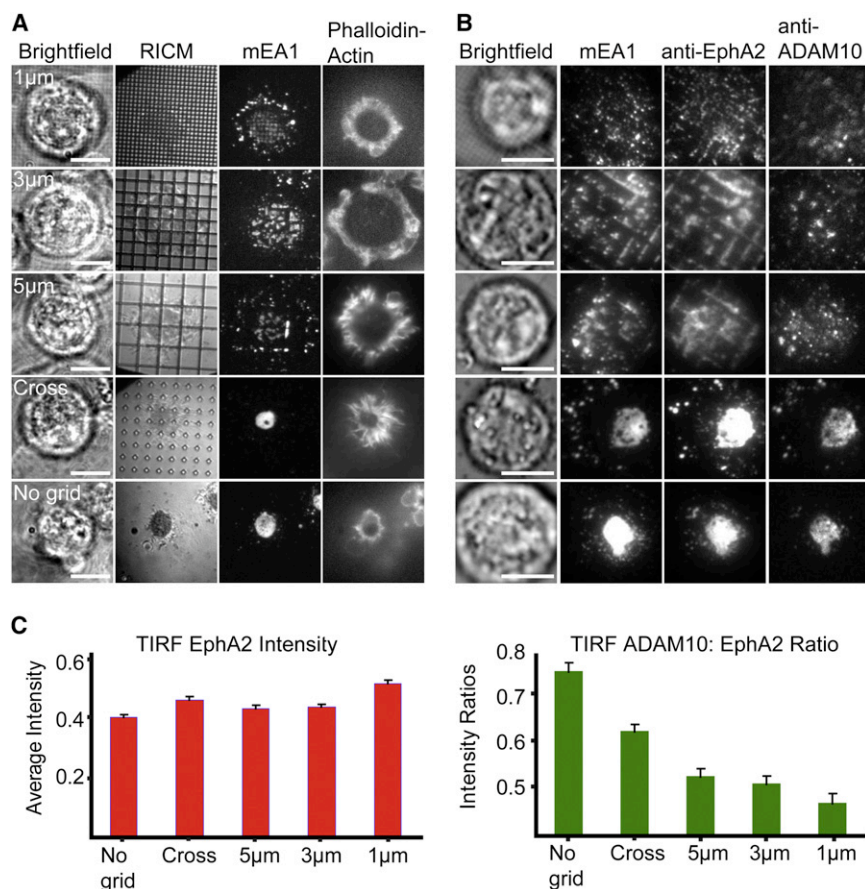 A
Brightfield RICM mEA1 Phalloidin-
Actin
1µm
3µm
5µm
Cross
No grid
B
Brightfield mEA1 anti-EphA2 anti-
ADAM10
C
TIRF EphA2 Intensity
Average Intensity
0.6
0.4
0.2
No grid
Cross
5µm
3µm
1µm
TIRF ADAM10: EphA2 Ratio
Intensity Ratios
0.8
0.7
0.6
0.5
No grid
Cross
5µm
3µm
1µm